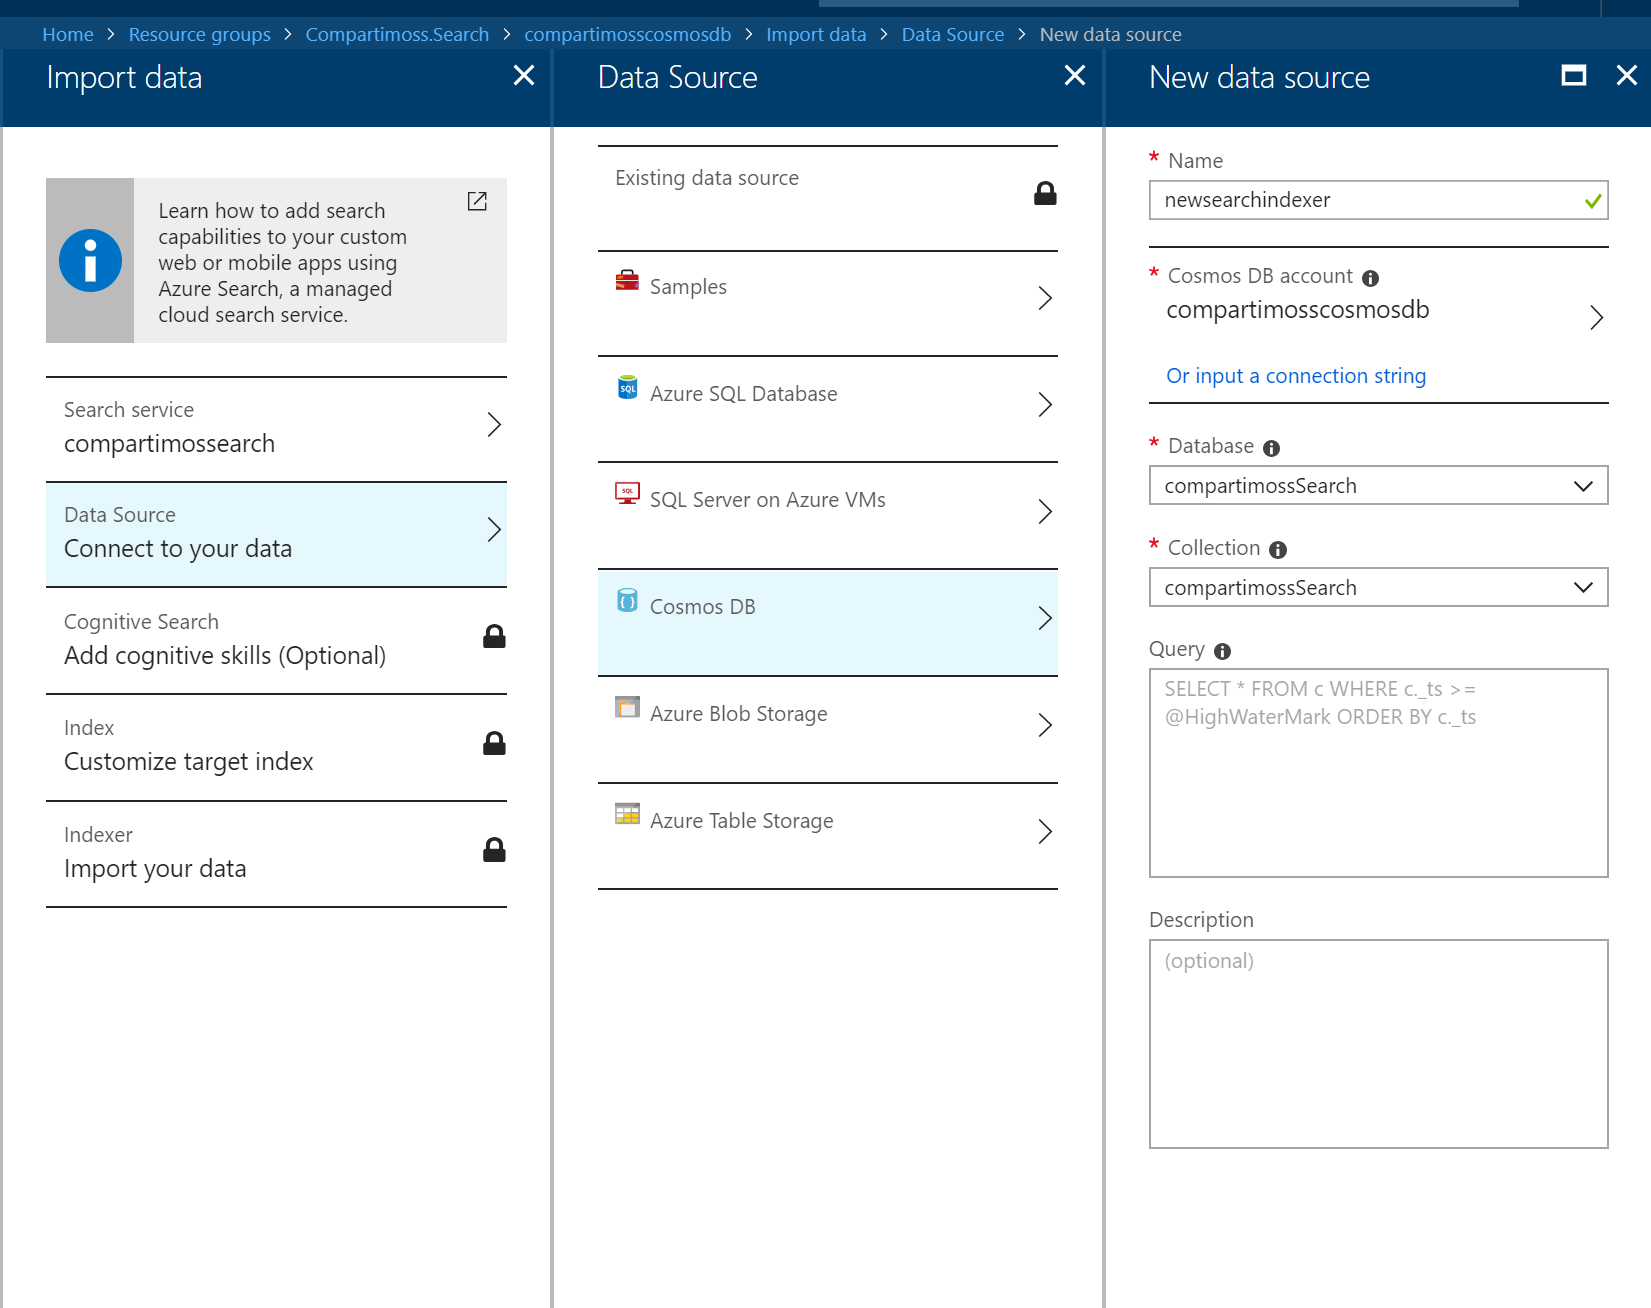 Home > Resource groups > Compartimoss.Search > compartimosscosmosdb > Import data > Data Source > New data source
Import data
Learn how to add search
capabilities to your custom
web or mobile apps using
Azure Search, a managed
cloud search service.
Search service
compartimossearch
Data Source
Connect to your data
Cognitive Search
Add cognitive skills (Optional)
Index
Customize target index
Indexer
Import your data
Data Source
Existing data source
Samples
SQL
Azure SQL Database
SQL
SQL Server on Azure VMs
Cosmos DB
Azure Blob Storage
Azure Table Storage
New data source
* Name
newsearchindexer
* Cosmos DB account
compartimosscosmosdb
Or input a connection string
* Database
compartimossSearch
* Collection
compartimossSearch
Query
SELECT * FROM c WHERE c._ts >=
@HighWaterMark ORDER BY c._ts
Description
(optional)